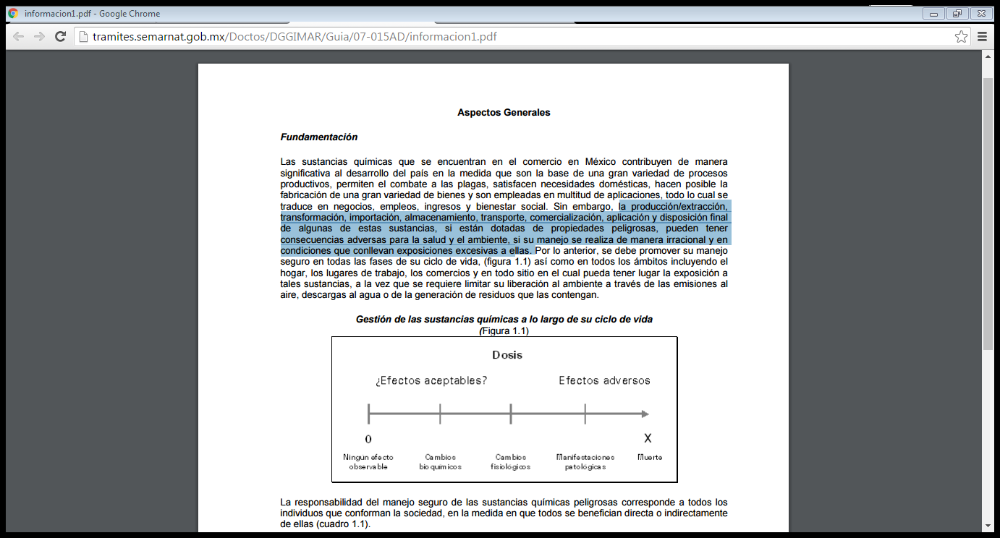 informacion1.pdf - Google Chrome
tramites.semarnat.gob.mx/Doctos/DGGIMAR/Guia/07-015AD/informacion1.pdf
Aspectos Generales
Fundamentación
Las sustancias químicas que se encuentran en el comercio en México contribuyen de manera
significativa al desarrollo del país en la medida que son la base de una gran variedad de procesos
productivos, permiten el combate a las plagas, satisfacen necesidades domésticas, hacen posible la
fabricación de una gran variedad de bienes y son empleadas en multitud de aplicaciones, todo lo cual se
traduce en negocios, empleos, ingresos y bienestar social. Sin embargo, la producción/extracción,
transformación, importación, almacenamiento, transporte, comercialización, aplicación y disposición final
de algunas de estas sustancias, si están dotadas de propiedades peligrosas, pueden tener
consecuencias adversas para la salud y el ambiente, si su manejo se realiza de manera irracional y en
condiciones que conllevan exposiciones excesivas a ellas. Por lo anterior, se debe promover su manejo
seguro en todas las fases de su ciclo de vida, (figura 1.1) así como en todos los ámbitos incluyendo el
hogar, los lugares de trabajo, los comercios y en todo sitio en el cual pueda tener lugar la exposición a
tales sustancias, a la vez que se requiere limitar su liberación al ambiente a través de las emisiones al
aire, descargas al agua o de la generación de residuos que las contengan.
Gestión de las sustancias químicas a lo largo de su ciclo de vida
(Figura 1.1)
Dosis
¿Efectos aceptables? Efectos adversos
0 X
Ningún efecto observable
Cambios bioquímicos
Cambios fisiológicos
Manifestaciones patológicas
Muerte
La responsabilidad del manejo seguro de las sustancias químicas peligrosas corresponde a todos los
individuos que conforman la sociedad, en la medida en que todos se benefician directa o indirectamente
de ellas (cuadro 1.1).